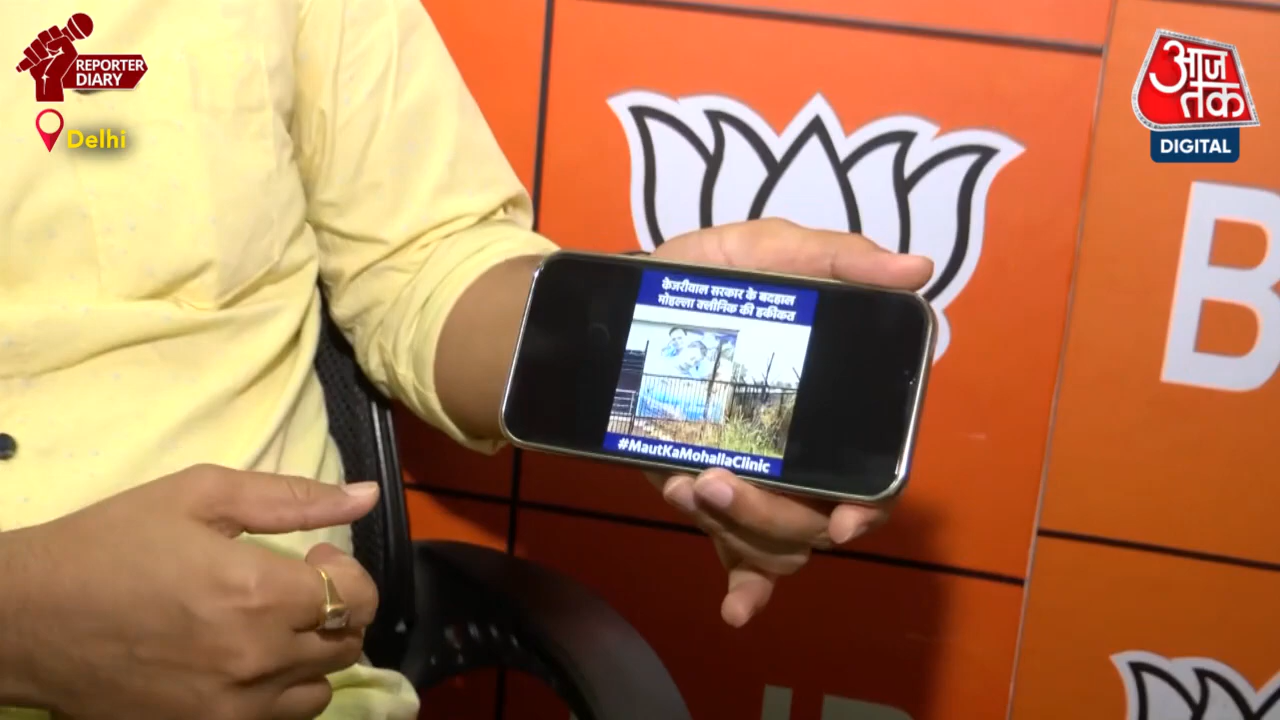 REPORTER
DIARY
Delhi
आज
तक
DIGITAL
केजरीवाल सरकार के बदहाल
मोहल्ला क्लीनिक की हकीकत
#MautKaMohallaClinic
B